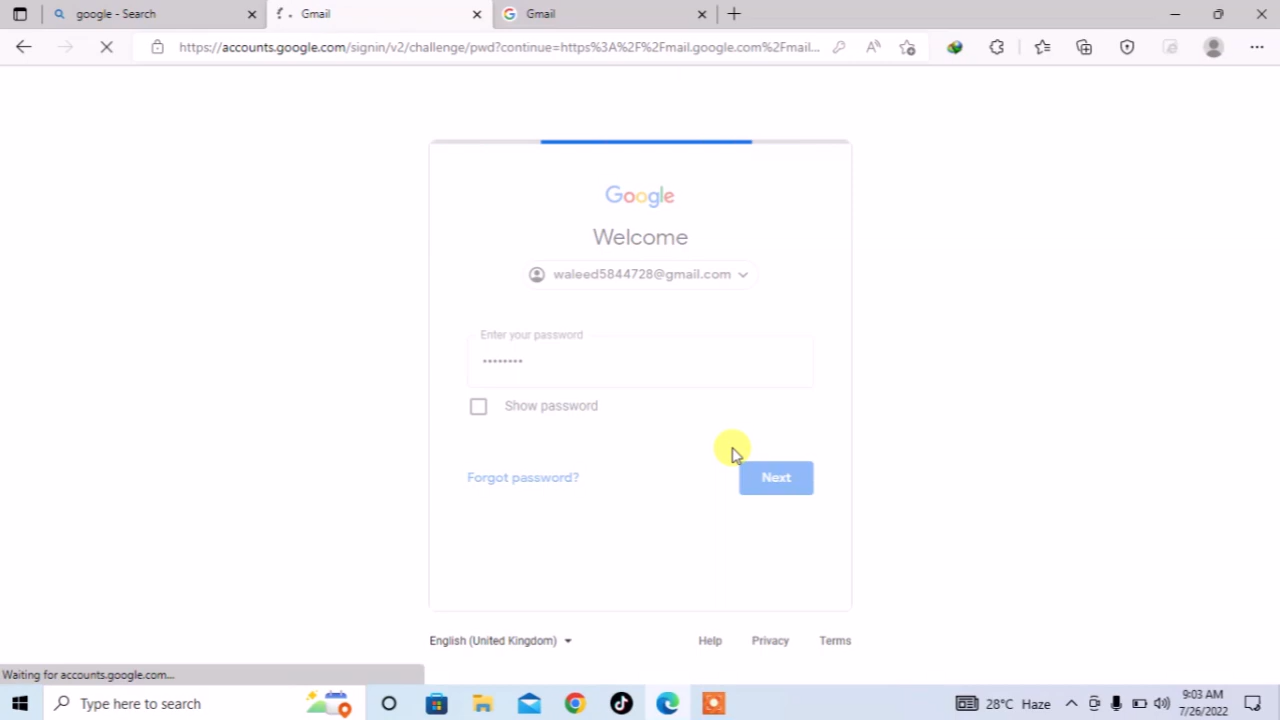 google - Search
Gmail
Gmail
https://accounts.google.com/signin/v2/challenge/pwd?continue=https%3A%2F%2Fmail.google.com%2Fmail...
Google
Welcome
waleed5844728@gmail.com
Enter your password
••••••••
Show password
Forgot password?
Next
English (United Kingdom)
Help
Privacy
Terms
Waiting for accounts.google.com...
Type here to search
28°C Haze
9:03 AM
7/26/2022